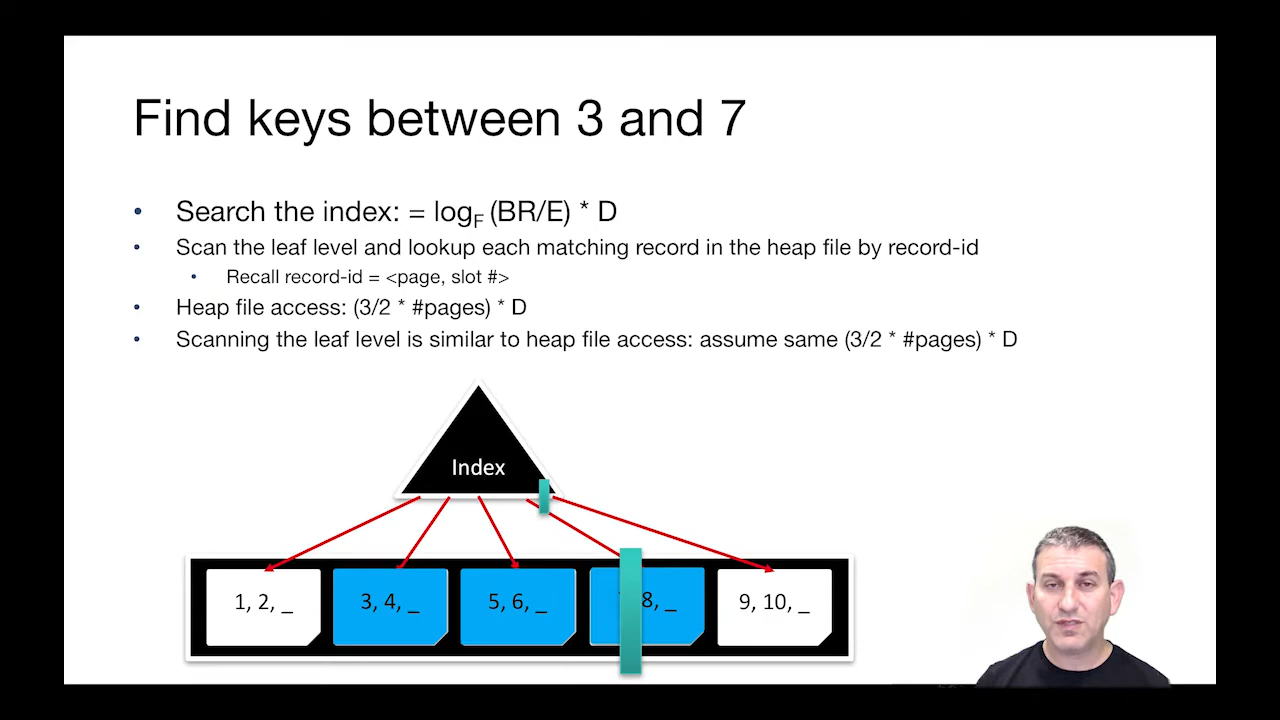 Find keys between 3 and 7
• Search the index: = logF (BR/E) * D
• Scan the leaf level and lookup each matching record in the heap file by record-id
• Recall record-id = <page, slot #>
• Heap file access: (3/2 * #pages) * D
• Scanning the leaf level is similar to heap file access: assume same (3/2 * #pages) * D
Index
1, 2, _
3, 4, _
5, 6, _
8, _
9, 10, _